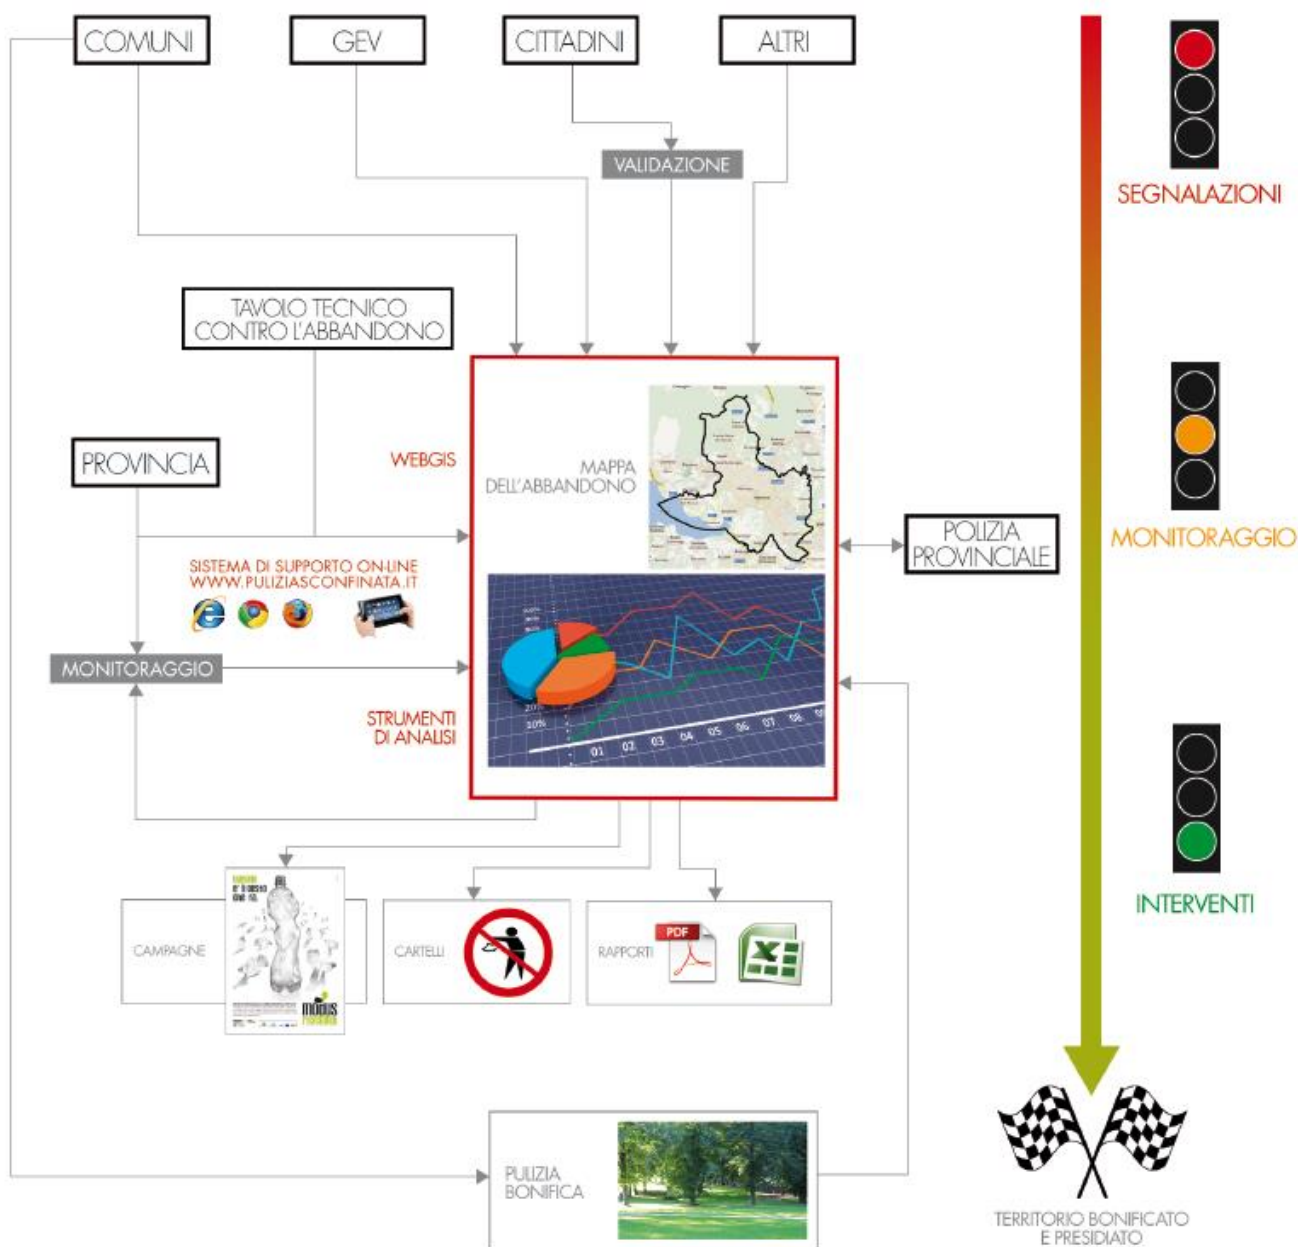 COMUNI
GEV
CITTADINI
ALTRI
VALIDAZIONE
SEGNALAZIONI
TAVOLO TECNICO
CONTRO L'ABBANDONO
PROVINCIA
WEBGIS
MAPPA
DELL'ABBANDONO
POLIZIA
PROVINCIALE
MONITORAGGIO
SISTEMA DI SUPPORTO ON-LINE
WWW.PULIZIASCONFINATA.IT
MONITORAGGIO
STRUMENTI
DI ANALISI
20%
10%
01 02 03 04 05 06 07 08
INTERVENTI
CAMPAGNE
CARTELLI
RAPPORTI
PDF
PULIZIA
BONIFICA
TERRITORIO BONIFICATO
E PRESIDIATO